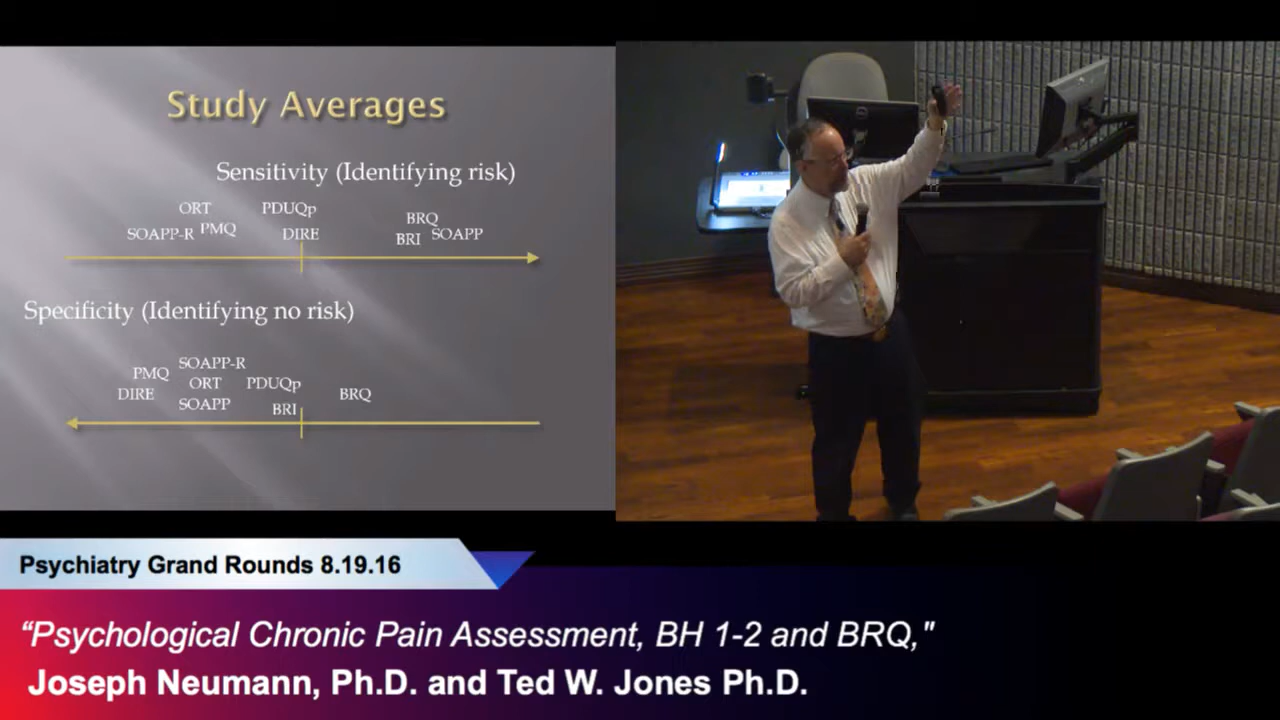 Study Averages
Sensitivity (Identifying risk)
ORT PDUQp BRQ
SOAPP-R PMQ DIRE BRI SOAPP
Specificity (Identifying no risk)
PMQ SOAPP-R
DIRE ORT PDUQp BRQ
SOAPP BRI
Psychiatry Grand Rounds 8.19.16
“Psychological Chronic Pain Assessment, BH 1-2 and BRQ,"
Joseph Neumann, Ph.D. and Ted W. Jones Ph.D.